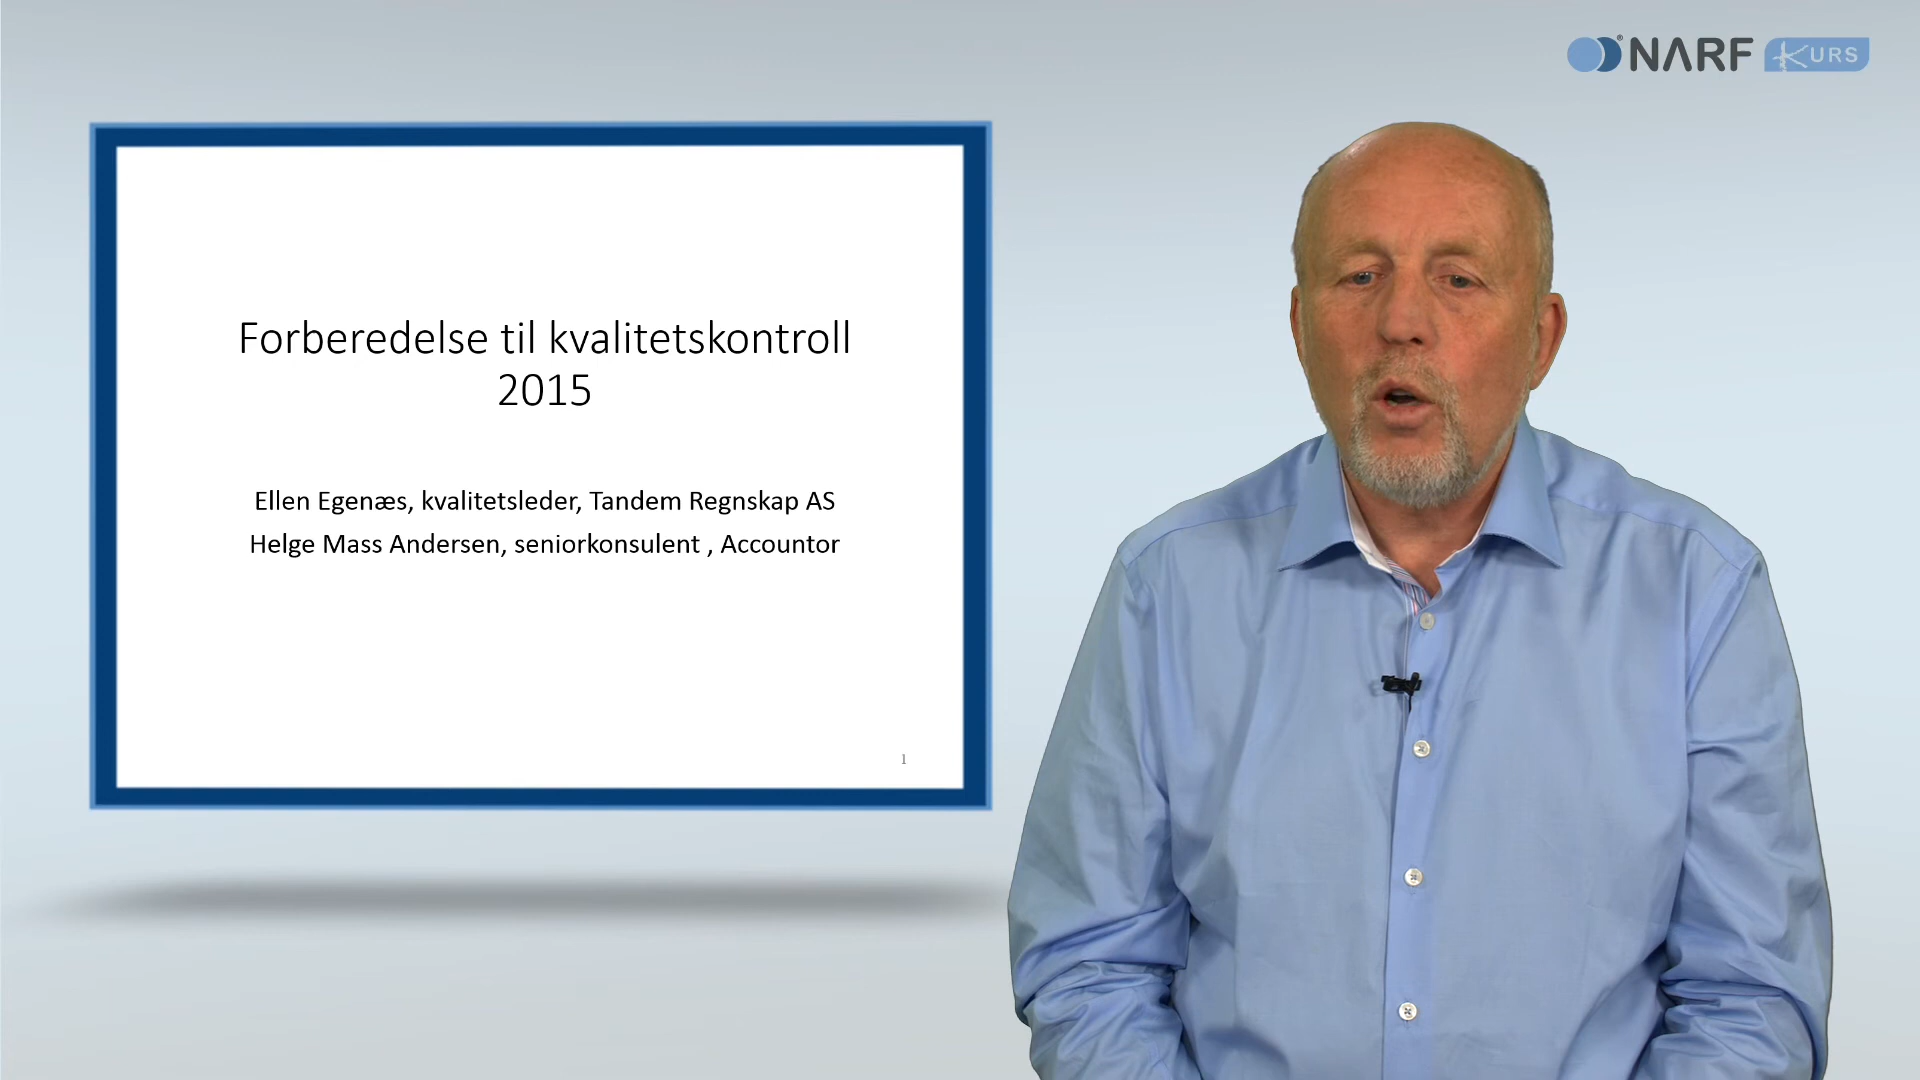 NARF KURS
Forberedelse til kvalitetskontroll
2015
Ellen Egenæs, kvalitetsleder, Tandem Regnskap AS
Helge Mass Andersen, seniorkonsulent , Accountor
1